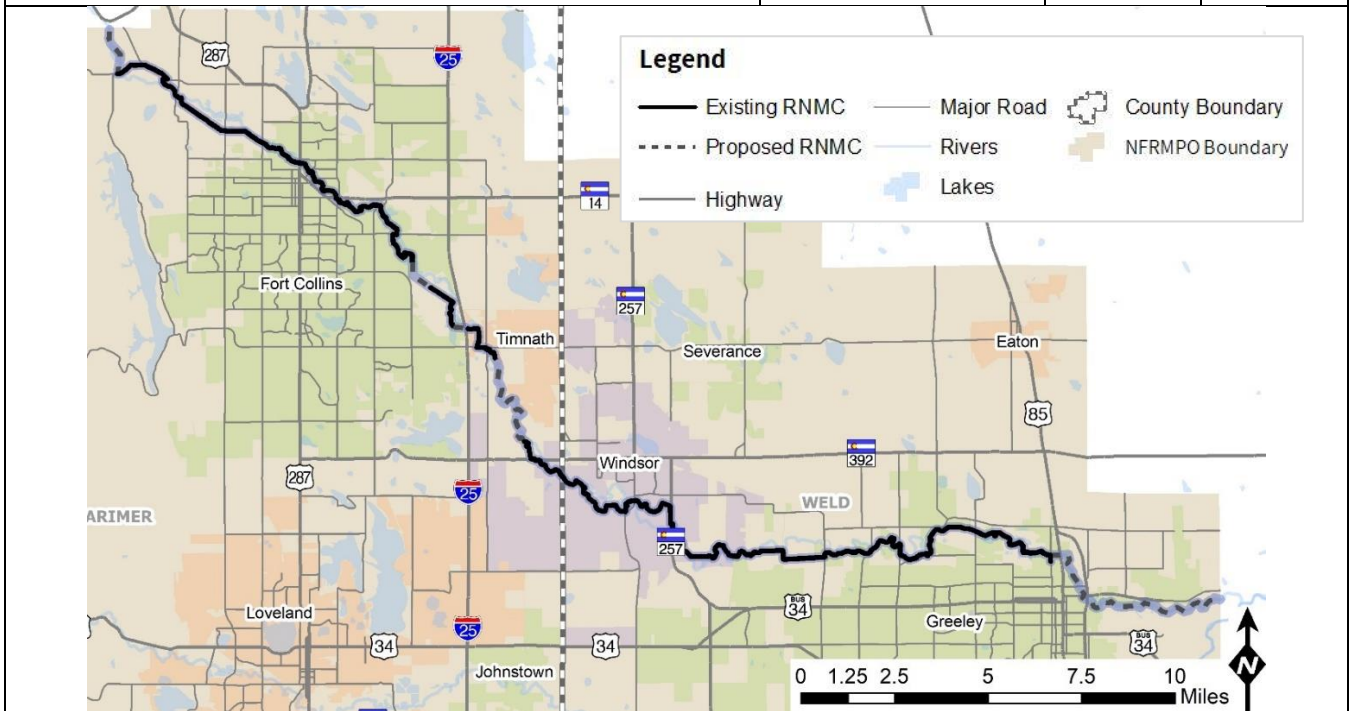 287
25
Legend
Existing RNMC
Major Road
County Boundary
Proposed RNMC
Rivers
NFRMPO Boundary
Lakes
Highway
14
Fort Collins
257
Timnath
Severance
Eaton
85
392
Windsor
287
25
ARIMER
WELD
257
Loveland
BUS
34
Greeley
25
34
34
BUS
34
Johnstown
0 1.25 2.5 5 7.5 10
Miles
N